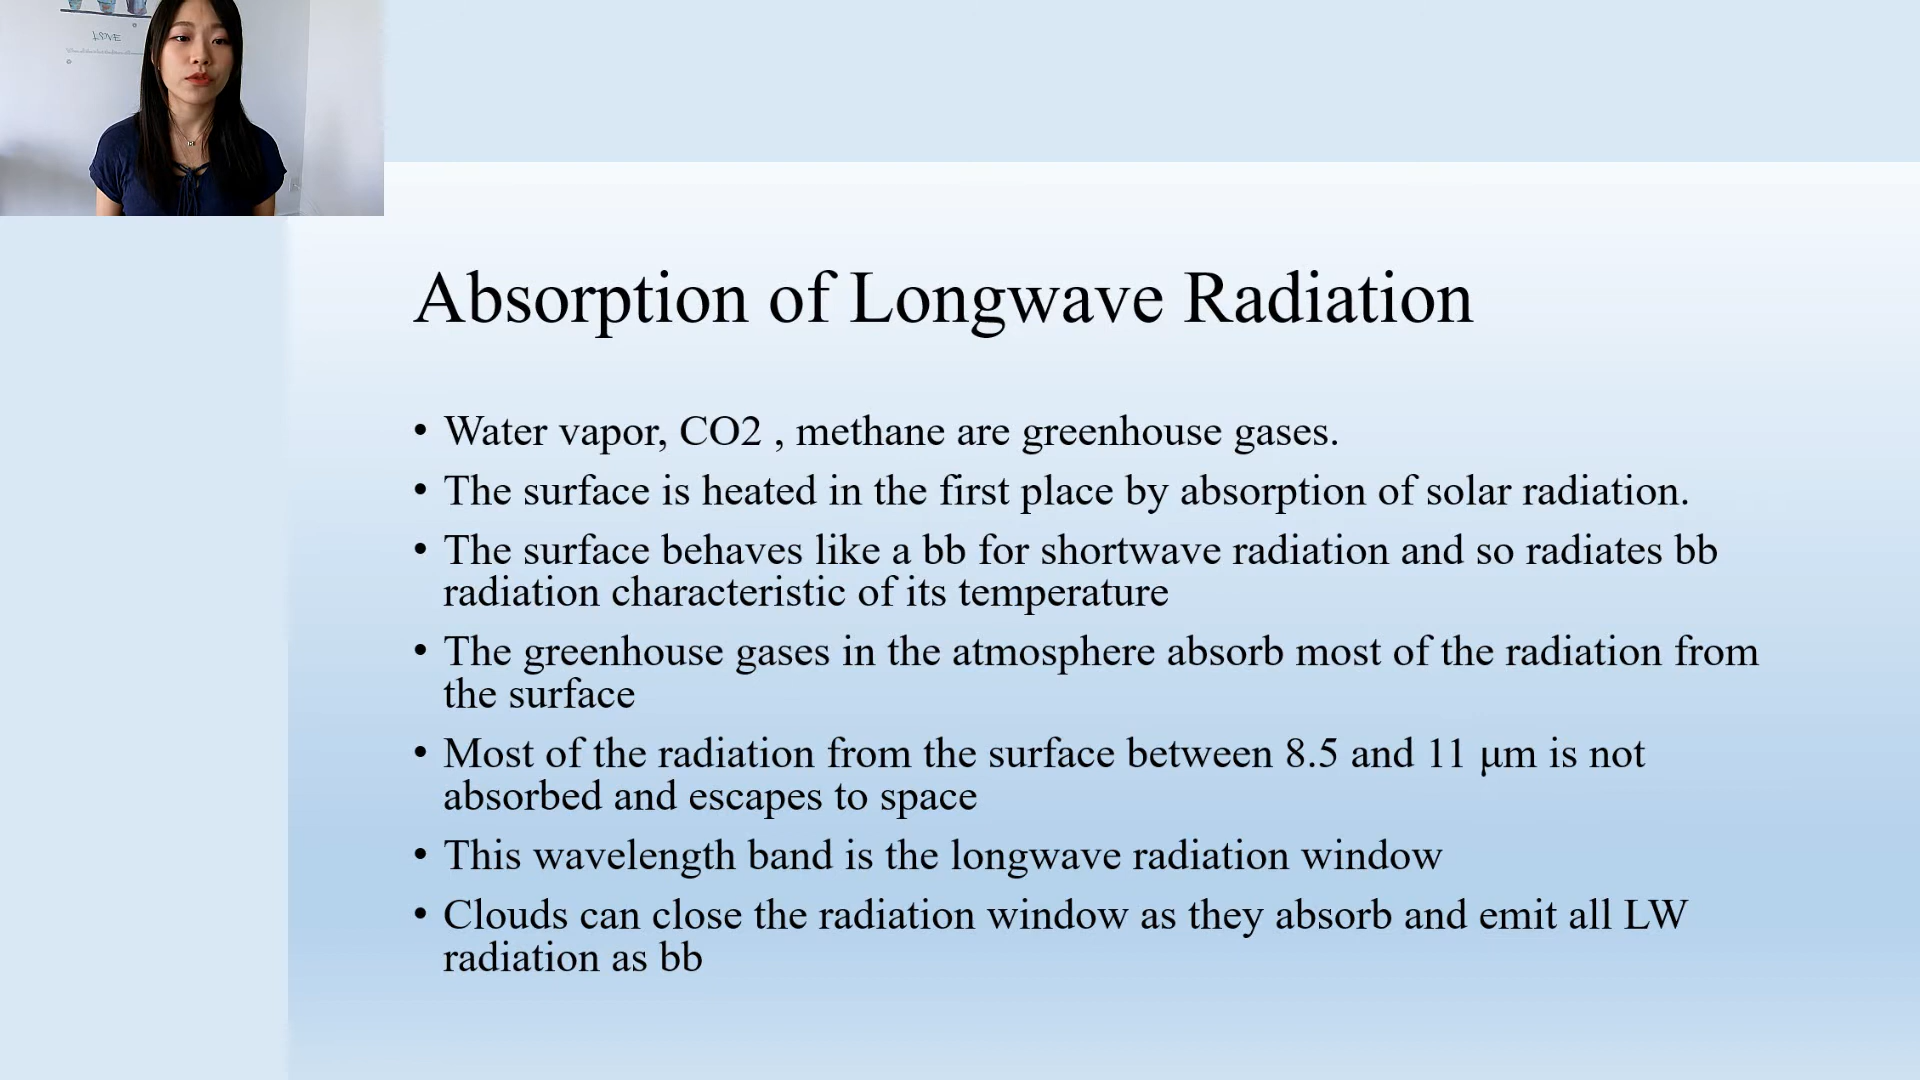 LOVE
Absorption of Longwave Radiation
• Water vapor, CO2 , methane are greenhouse gases.
• The surface is heated in the first place by absorption of solar radiation.
• The surface behaves like a bb for shortwave radiation and so radiates bb
radiation characteristic of its temperature
• The greenhouse gases in the atmosphere absorb most of the radiation from
the surface
• Most of the radiation from the surface between 8.5 and 11 μm is not
absorbed and escapes to space
• This wavelength band is the longwave radiation window
• Clouds can close the radiation window as they absorb and emit all LW
radiation as bb